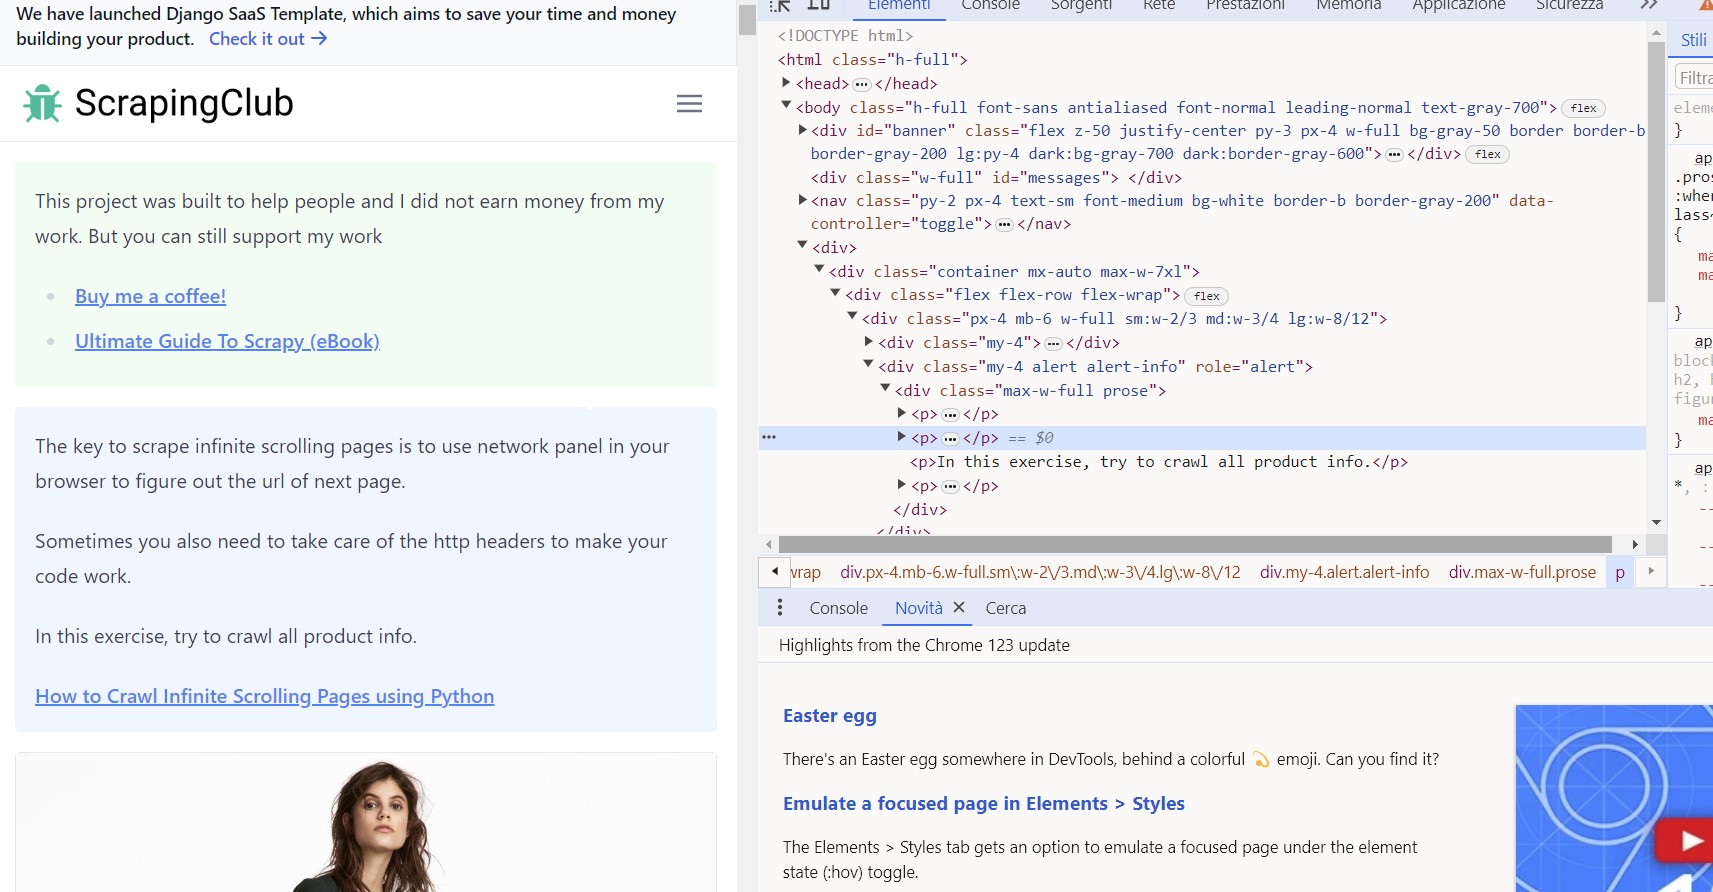 We have launched Django SaaS Template, which aims to save your time and money
building your product. Check it out →
ScrapingClub
This project was built to help people and I did not earn money from my
work. But you can still support my work
Buy me a coffee!
Ultimate Guide To Scrapy (eBook)
The key to scrape infinite scrolling pages is to use network panel in your
browser to figure out the url of next page.
Sometimes you also need to take care of the http headers to make your
code work.
In this exercise, try to crawl all product info.
How to Crawl Infinite Scrolling Pages using Python
Elementi Console Sorgenti Rete Prestazioni Memoria Applicazione Sicurezza
<!DOCTYPE html>
<html class="h-full">
<head> ••• </head>
<body class="h-full font-sans antialiased font-normal leading-normal text-gray-700"> flex
<div id="banner" class="flex z-50 justify-center py-3 px-4 w-full bg-gray-50 border border-b
border-gray-200 lg:py-4 dark:bg-gray-700 dark:border-gray-600"> ••• </div> flex
<div class="w-full" id="messages"> </div>
<nav class="py-2 px-4 text-sm font-medium bg-white border-b border-gray-200" data-
controller="toggle"> ••• </nav>
<div>
<div class="container mx-auto max-w-7xl">
<div class="flex flex-row flex-wrap"> flex
<div class="px-4 mb-6 w-full sm:w-2/3 md:w-3/4 lg:w-8/12">
<div class="my-4"> ••• </div>
<div class="my-4 alert alert-info" role="alert">
<div class="max-w-full prose">
<p> ••• </p>
••• <p> ••• </p> == $0
<p>In this exercise, try to crawl all product info.</p>
<p> ••• </p>
</div>
</div>
wrap div.px-4.mb-6.w-full.sm\:w-2\/3.md\:w-3\/4.lg\:w-8\/12 div.my-4.alert.alert-info div.max-w-full.prose p
Console Novità × Cerca
Highlights from the Chrome 123 update
Easter egg
There's an Easter egg somewhere in DevTools, behind a colorful 💫 emoji. Can you find it?
Emulate a focused page in Elements > Styles
The Elements > Styles tab gets an option to emulate a focused page under the element
state (:hov) toggle.
Stili
Filtra
eleme
}
ap
.pros
:wher
lass~
{
ma
ma
}
ap
block
h2,
figur
ma
}
ap
*, :
--
--
--